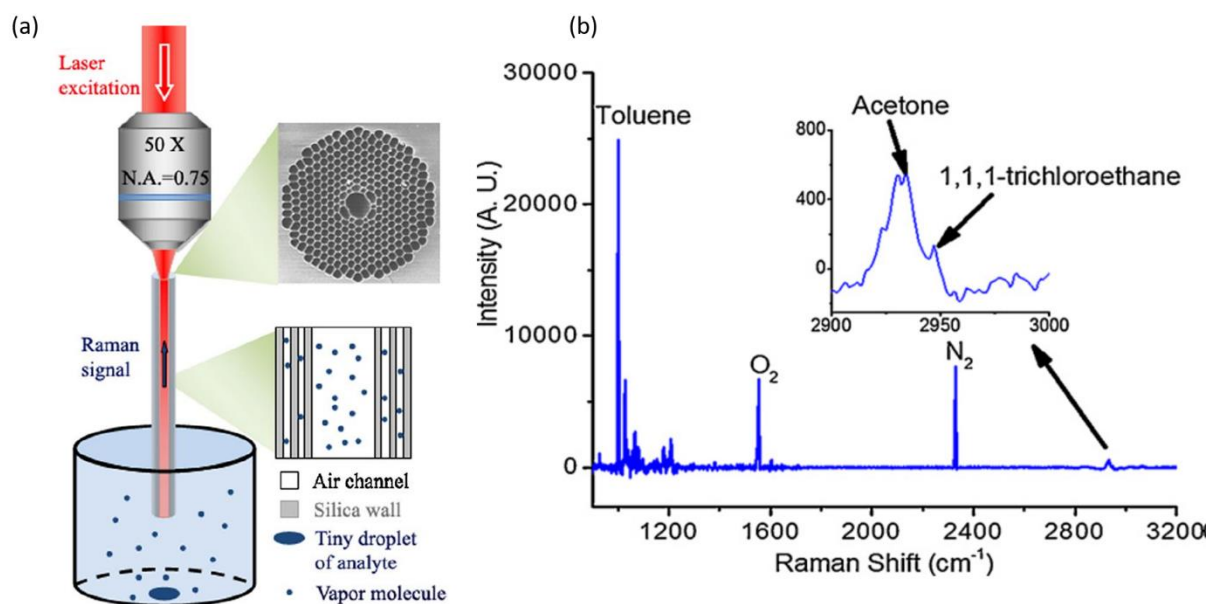 (a)
Laser
excitation
50 X
N.A.=0.75
Raman
signal
Air channel
Silica wall
Tiny droplet
of analyte
Vapor molecule
(b)
30000
20000
10000
0
Intensity (A. U.)
Toluene
O2
N2
1200
1600
2000
2400
2800
3200
Raman Shift (cm-1)
Acetone
1,1,1-trichloroethane
800
400
0
2900
2950
3000